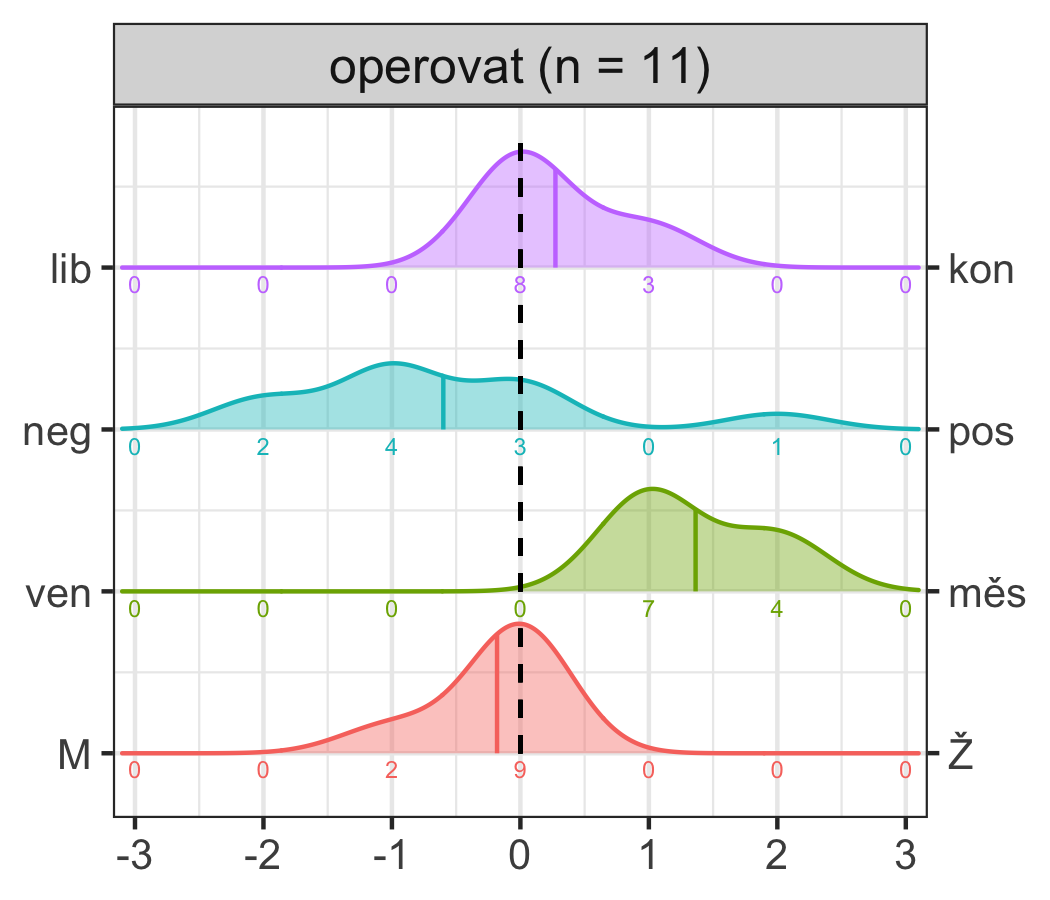 operovat (n = 11)
lib kon
0 0 0 8 3 0 0
neg pos
0 2 4 3 0 1 0
ven měs
0 0 0 0 7 4 0
M Ž
0 0 2 9 0 0 0
-3 -2 -1 0 1 2 3